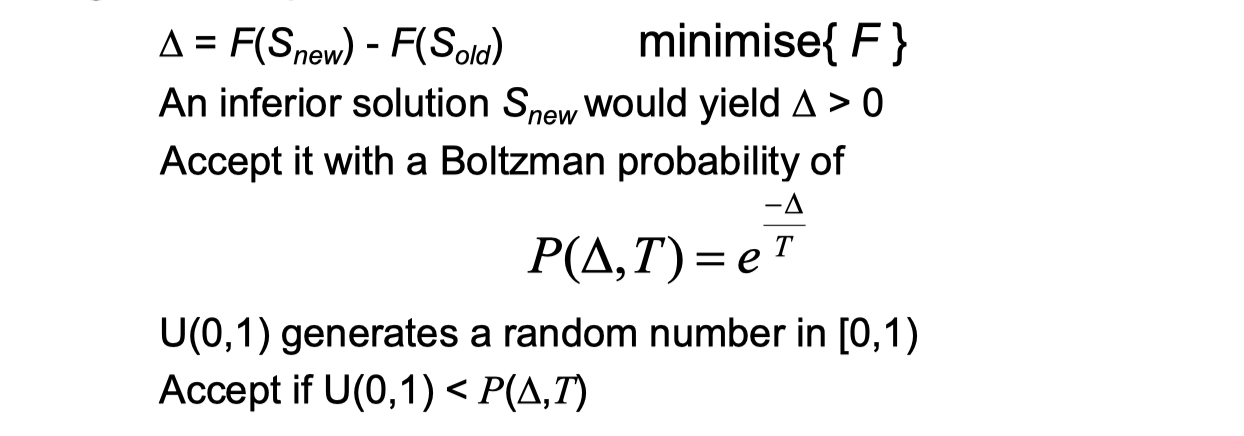 Δ = F(Snew) - F(Sold) minimise{ F }
An inferior solution Snew would yield Δ > 0
Accept it with a Boltzman probability of
P(Δ,T) = e^(-Δ/T)
U(0,1) generates a random number in [0,1)
Accept if U(0,1) < P(Δ,T)